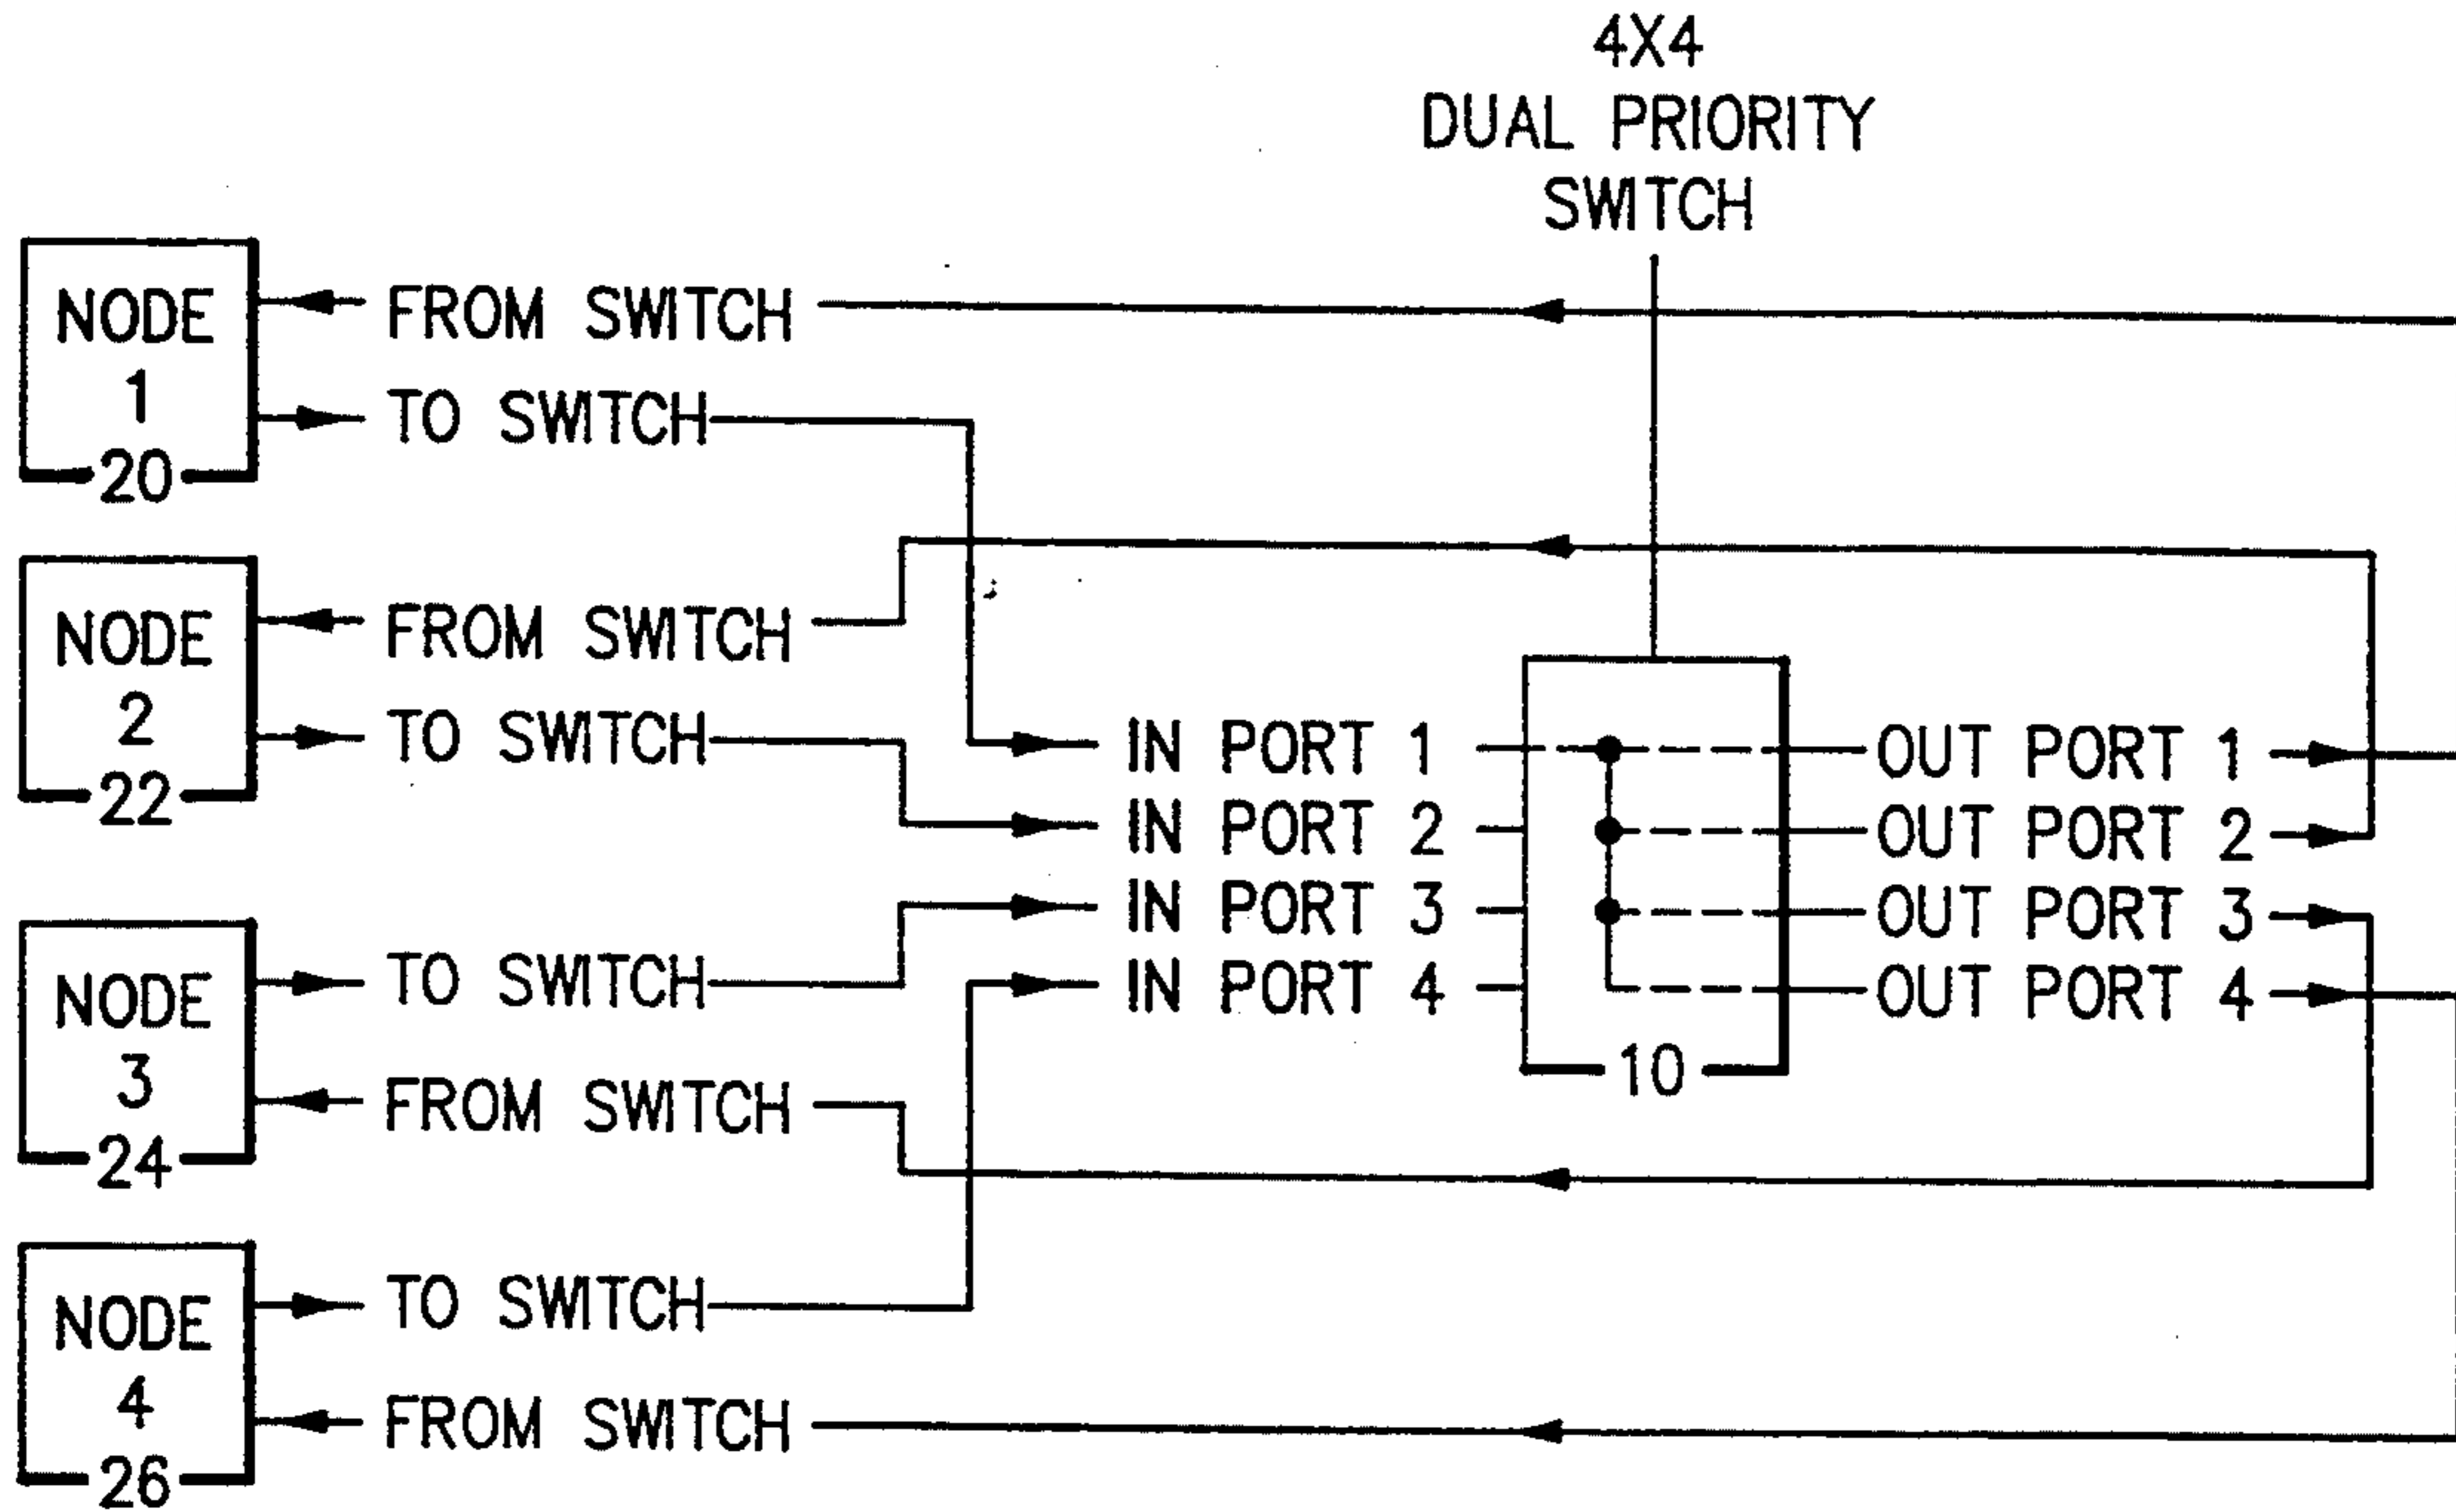 4X4
DUAL PRIORITY
SWITCH
NODE
1
20
FROM SWITCH
TO SWITCH
NODE
2
22
FROM SWITCH
TO SWITCH
NODE
3
24
TO SWITCH
FROM SWITCH
NODE
4
26
TO SWITCH
FROM SWITCH
IN PORT 1
IN PORT 2
IN PORT 3
IN PORT 4
10
OUT PORT 1
OUT PORT 2
OUT PORT 3
OUT PORT 4